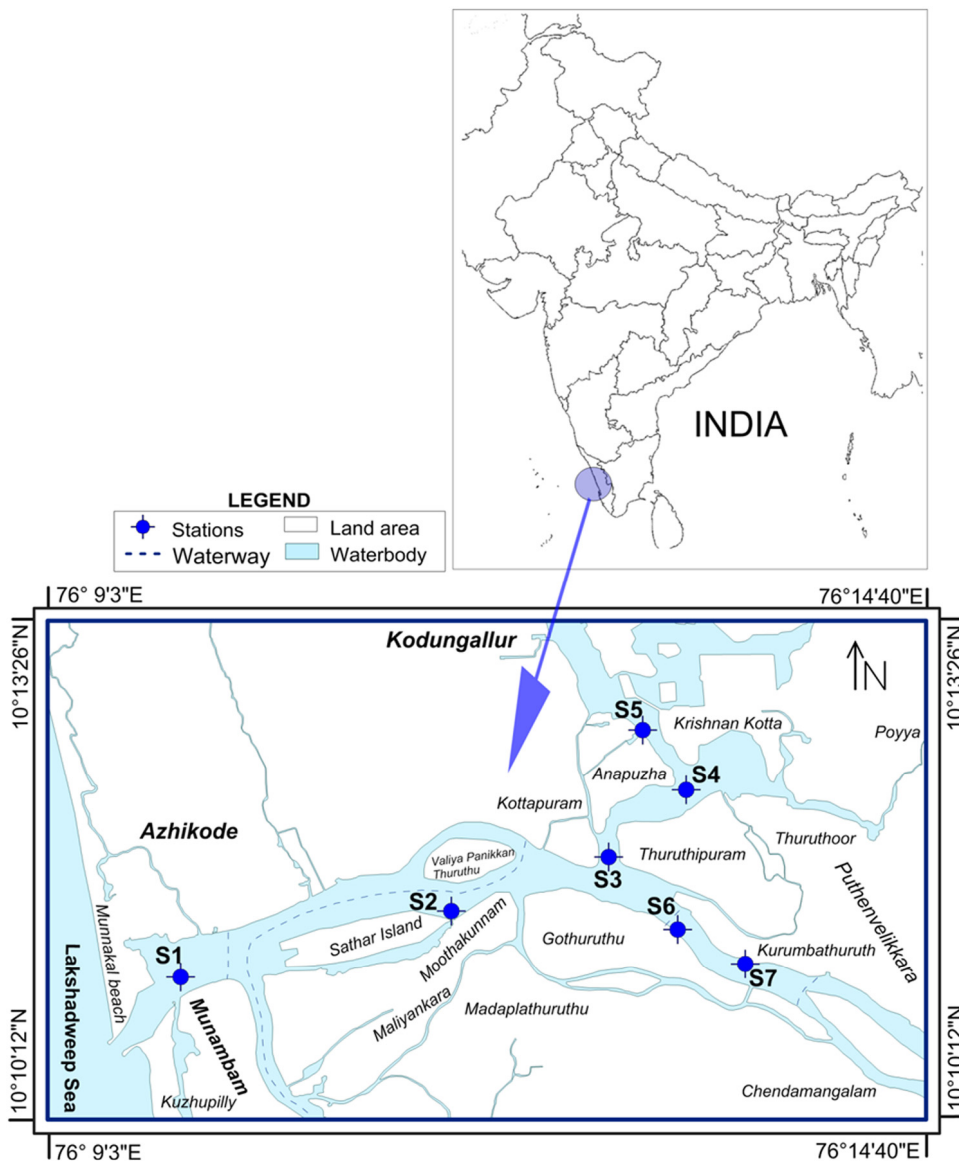 INDIA
LEGEND
Stations
Land area
Waterway
Waterbody
76° 9'3"E
76°14'40"E
10°13'26"N
10°13'26"N
Kodungallur
N
S5
Krishnan Kotta
Poyya
Anapuzha
S4
Kottapuram
Azhikode
Thuruthoor
Valiya Panikkan
Thuruthu
Thuruthipuram
S3
Puthenvelikkara
S2
S6
Munnakal beach
Sathar Island
Moothakunnam
Gothuruthu
Kurumbathuruth
S1
S7
Lakshadweep Sea
Munambam
Maliyankara
Madaplathuruthu
Kuzhupilly
Chendamangalam
10°10'12"N
10°10'12"N
76° 9'3"E
76°14'40"E